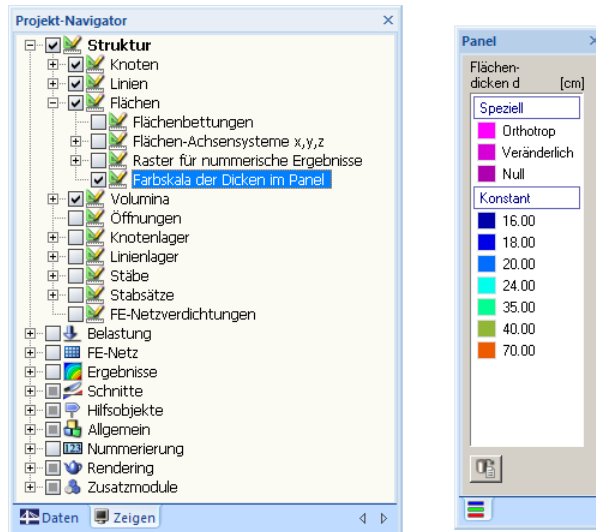 Projekt-Navigator
Struktur
Knoten
Linien
Flächen
Flächenbettungen
Flächen-Achsensysteme x,y,z
Raster für nummerische Ergebnisse
Farbskala der Dicken im Panel
Volumina
Öffnungen
Knotenlager
Linienlager
Stäbe
Stabsätze
FE-Netzverdichtungen
Belastung
FE-Netz
Ergebnisse
Schnitte
Hilfsobjekte
Allgemein
123 Nummerierung
Rendering
Zusatzmodule
Daten Zeigen
Panel
Flächen-
dicken d [cm]
Speziell
Orthotrop
Veränderlich
Null
Konstant
16.00
18.00
20.00
24.00
35.00
40.00
70.00